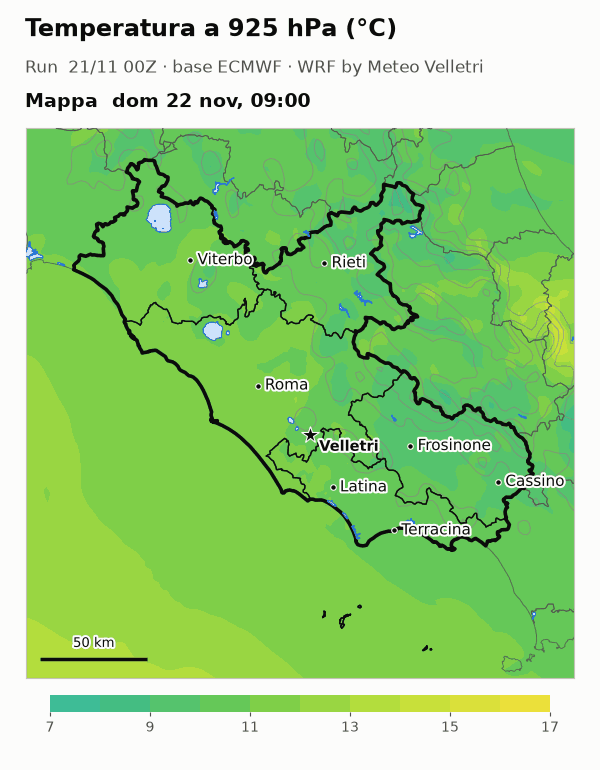 Temperatura a 925 hPa (°C)
Run  21/11 00Z · base ECMWF · WRF by Meteo Velletri
Mappa  dom 22 nov, 09:00
Viterbo
Rieti
Roma
Velletri
Frosinone
Cassino
Latina
Terracina
50 km
7 9 11 13 15 17